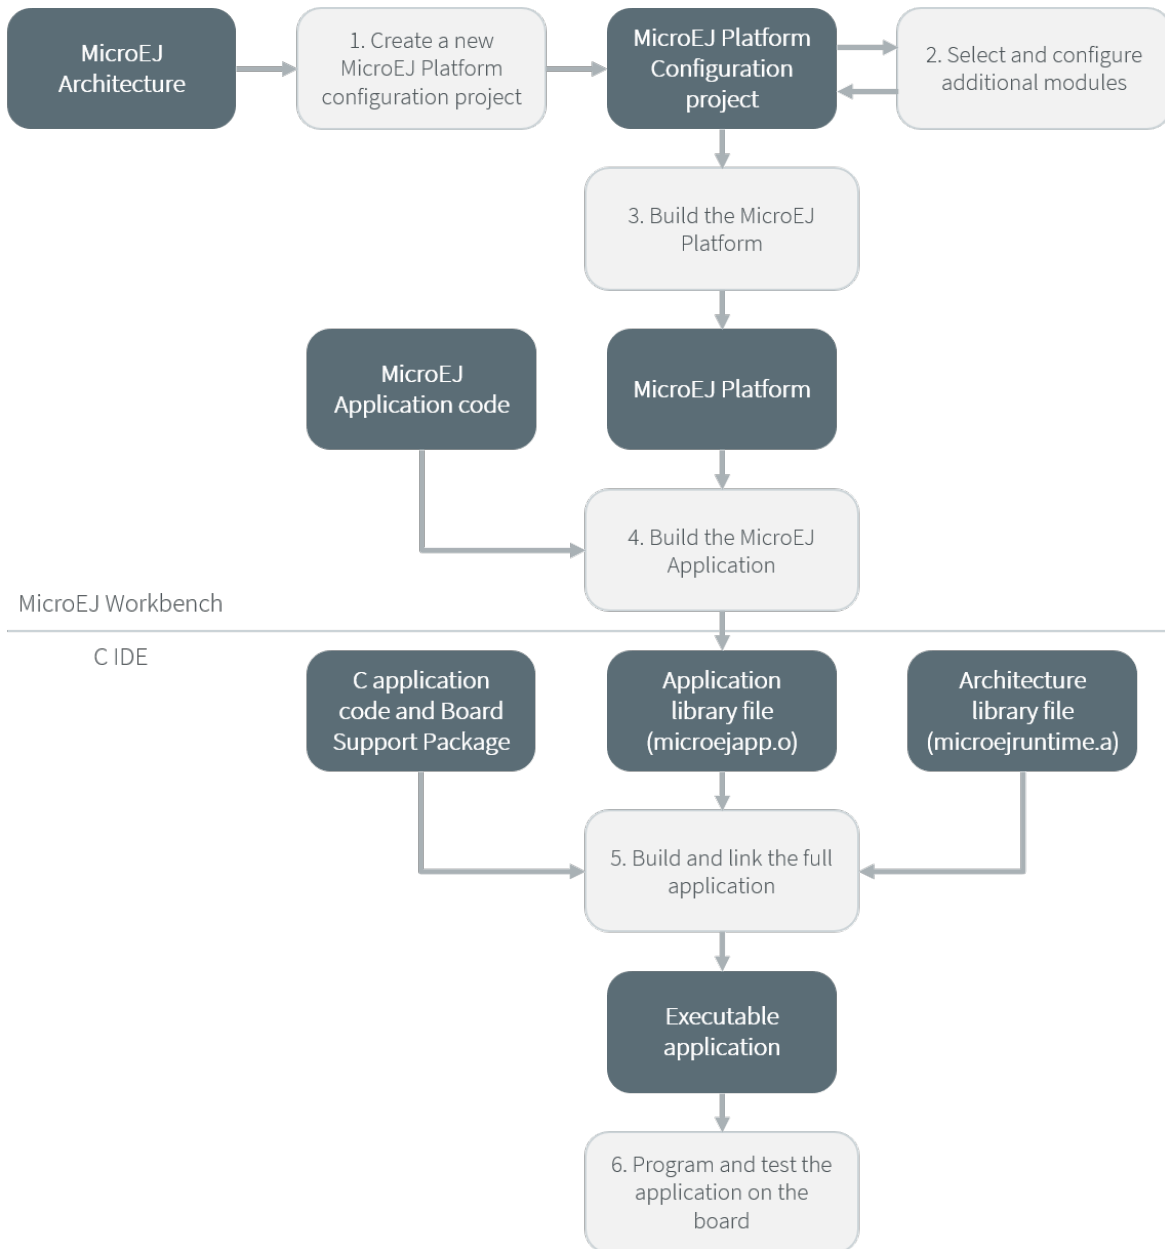 MicroEJ
Architecture
1. Create a new
MicroEJ Platform
configuration project
MicroEJ Platform
Configuration
project
2. Select and configure
additional modules
3. Build the MicroEJ
Platform
MicroEJ
Application code
MicroEJ Platform
4. Build the MicroEJ
Application
MicroEJ Workbench
C IDE
C application
code and Board
Support Package
Application
library file
(microejapp.o)
Architecture
library file
(microejruntime.a)
5. Build and link the full
application
Executable
application
6. Program and test the
application on the
board